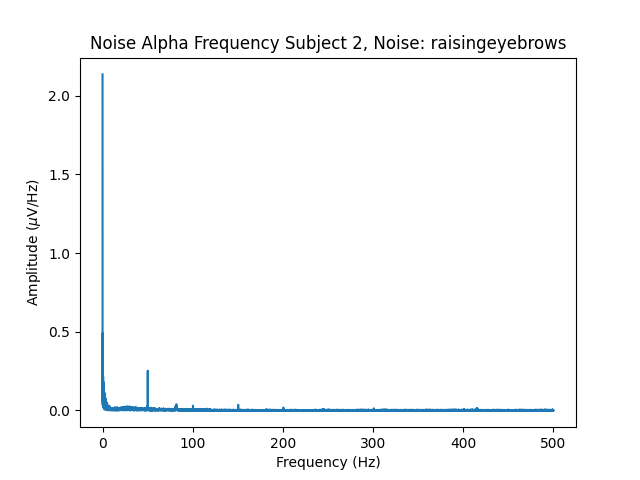 Noise Alpha Frequency Subject 2, Noise: raisingeyebrows
Amplitude (μV/Hz)
2.0
1.5
1.0
0.5
0.0
0 100 200 300 400 500
Frequency (Hz)